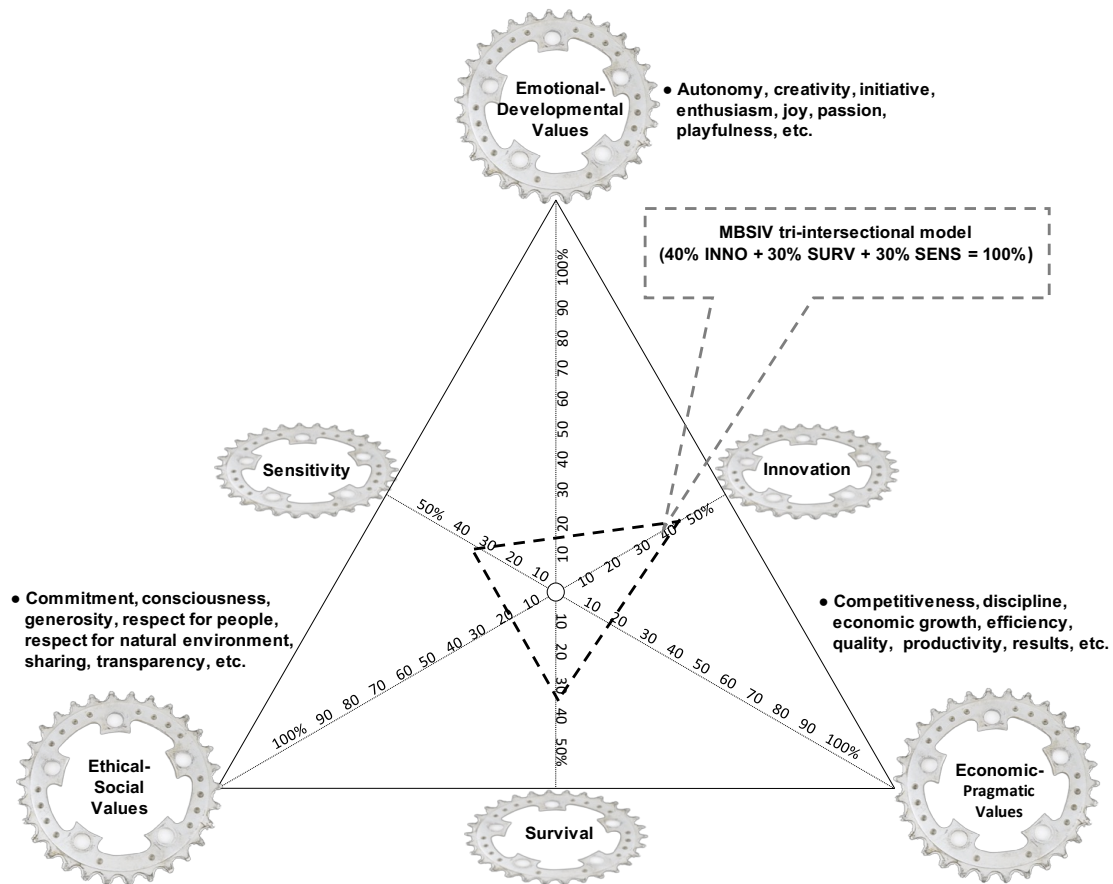 Emotional-
Developmental
Values
● Autonomy, creativity, initiative,
enthusiasm, joy, passion,
playfulness, etc.
MBSIV tri-intersectional model
(40% INNO + 30% SURV + 30% SENS = 100%)
100%
90
80
70
60
50
40
30
20
10
Sensitivity
50% 40 30 20 10
Innovation
10 20 30 40 50%
● Commitment, consciousness,
generosity, respect for people,
respect for natural environment,
sharing, transparency, etc.
100% 90 80 70 60 50 40 30 20 10
● Competitiveness, discipline,
economic growth, efficiency,
quality, productivity, results, etc.
10 20 30 40 50 60 70 80 90 100%
10
20
30
40
50%
Ethical-
Social
Values
Survival
Economic-
Pragmatic
Values